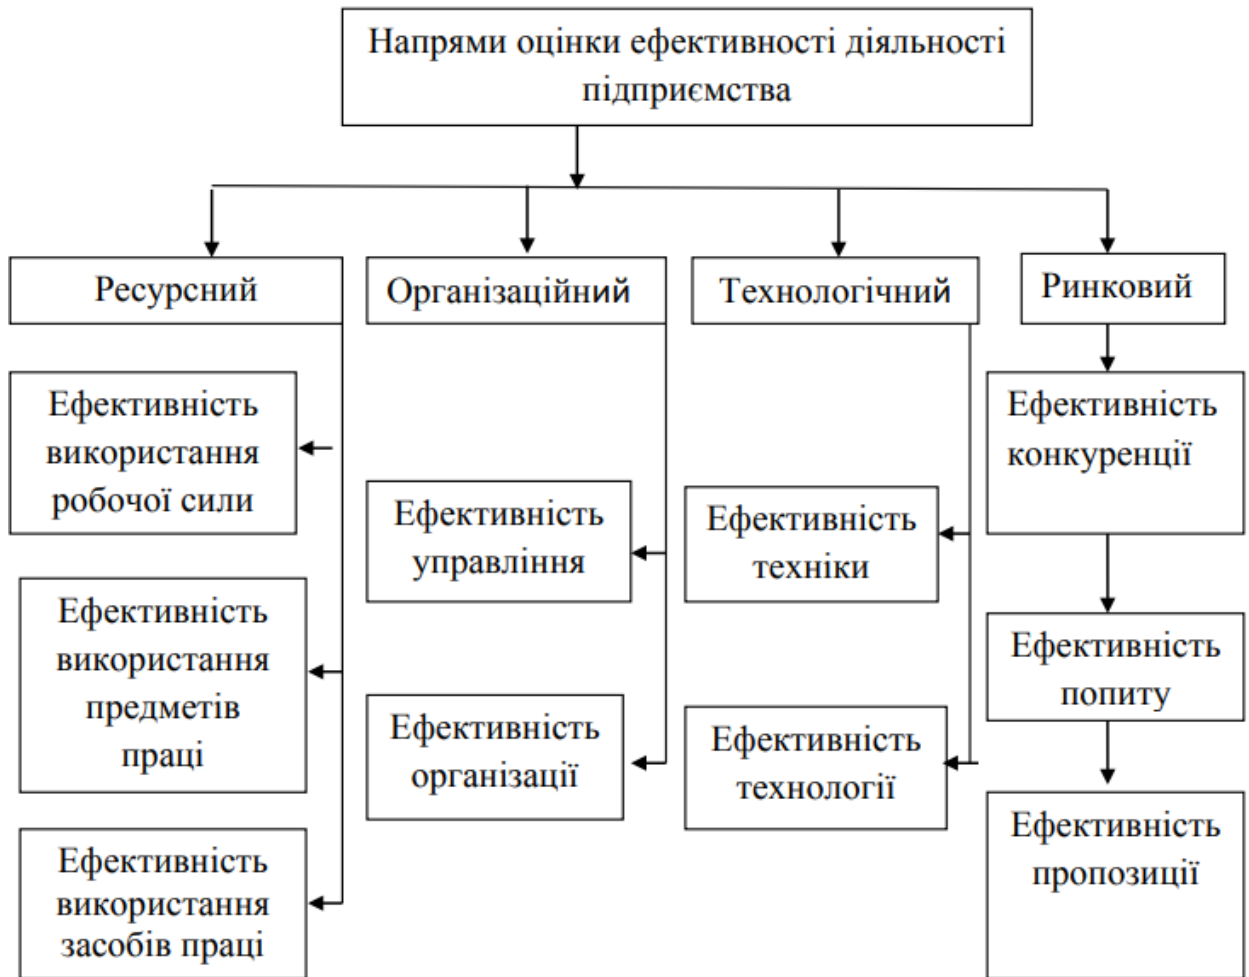 Напрями оцінки ефективності діяльності
підприємства
Ресурсний
Організаційний
Технологічний
Ринковий
Ефективність
використання
робочої сили
Ефективність
використання
предметів
праці
Ефективність
використання
засобів праці
Ефективність
управління
Ефективність
організації
Ефективність
техніки
Ефективність
технології
Ефективність
конкуренції
Ефективність
попиту
Ефективність
пропозиції